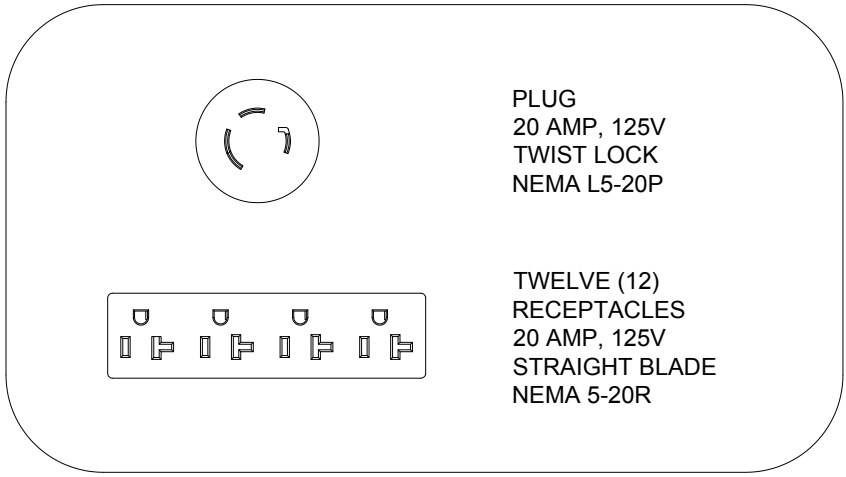 PLUG
20 AMP, 125V
TWIST LOCK
NEMA L5-20P
TWELVE (12)
RECEPTACLES
20 AMP, 125V
STRAIGHT BLADE
NEMA 5-20R